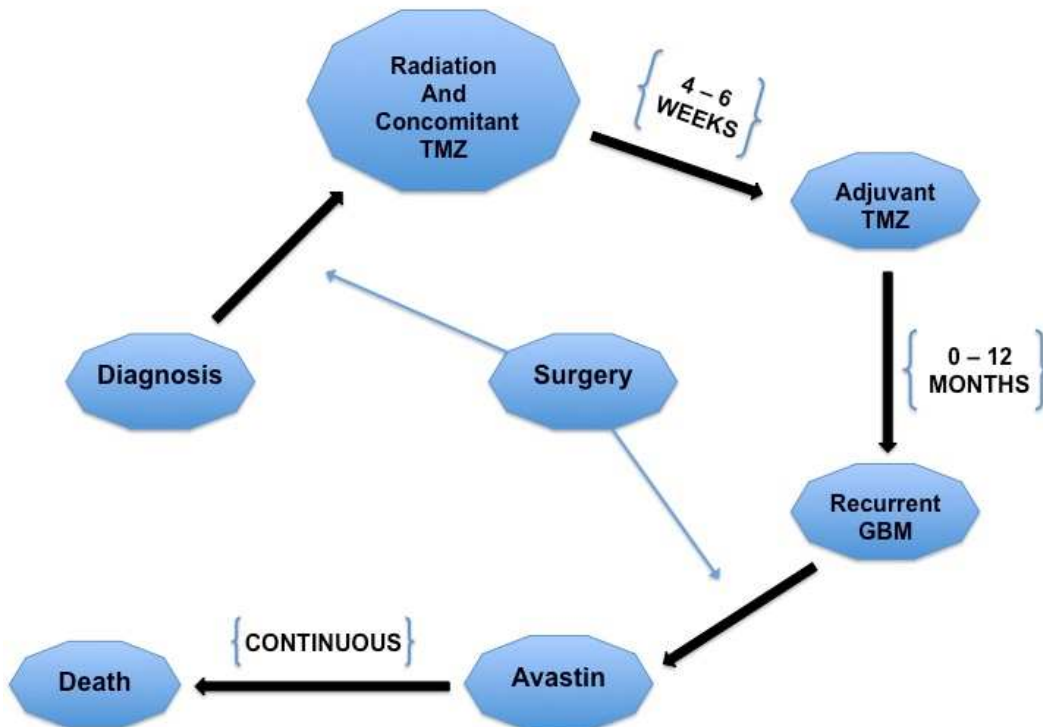 Radiation
And
Concomitant
TMZ
4 – 6
WEEKS
Adjuvant
TMZ
Diagnosis
Surgery
0 – 12
MONTHS
Recurrent
GBM
CONTINUOUS
Death
Avastin